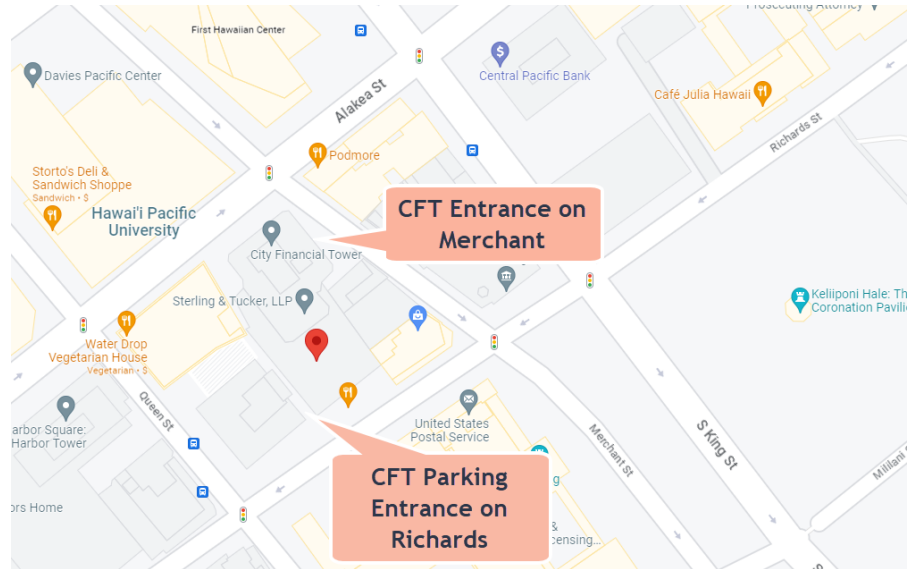 Prosecuting Attorney
First Hawaiian Center
Davies Pacific Center
Central Pacific Bank
Alakea St
Café Julia Hawaii
Richards St
Podmore
Storto's Deli &
Sandwich Shoppe
Sandwich • $
Hawai'i Pacific
University
CFT Entrance on
Merchant
City Financial Tower
Sterling & Tucker, LLP
Keliiponi Hale: Th
Coronation Pavili
Water Drop
Vegetarian House
Vegetarian • $
Queen St
arbor Square:
Harbor Tower
United States
Postal Service
Merchant St
S King St
Mililani
CFT Parking
Entrance on
Richards
ors Home
g
&
censing...